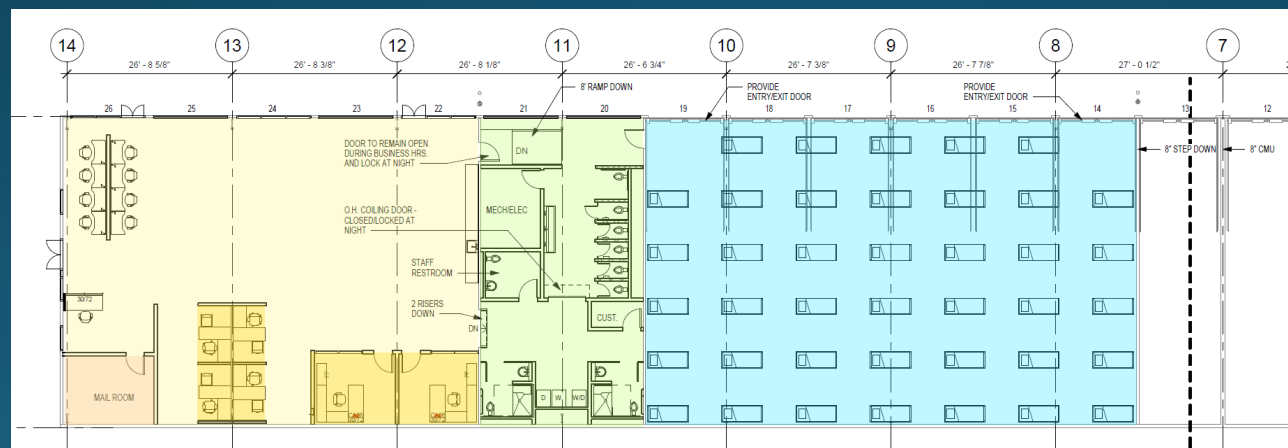 14 13 12 11 10 9 8 7
26' - 8 5/8" 26' - 8 3/8" 26' - 8 1/8" 26' - 6 3/4" 26' - 7 3/8" 26' - 7 7/8" 27' - 0 1/2"
8' RAMP DOWN
PROVIDE
ENTRY/EXIT DOOR
PROVIDE
ENTRY/EXIT DOOR
26 25 24 23 22 21 20 19 18 17 16 15 14 13 12
DOOR TO REMAIN OPEN
DURING BUSINESS HRS.
AND LOCK AT NIGHT
DN
8" STEP DOWN
8" CMU
MECH/ELEC
O.H. COILING DOOR -
CLOSED/LOCKED AT
NIGHT
STAFF
RESTROOM
30/72
2 RISERS
DOWN
DN
CUST.
MAIL ROOM
D W W/D